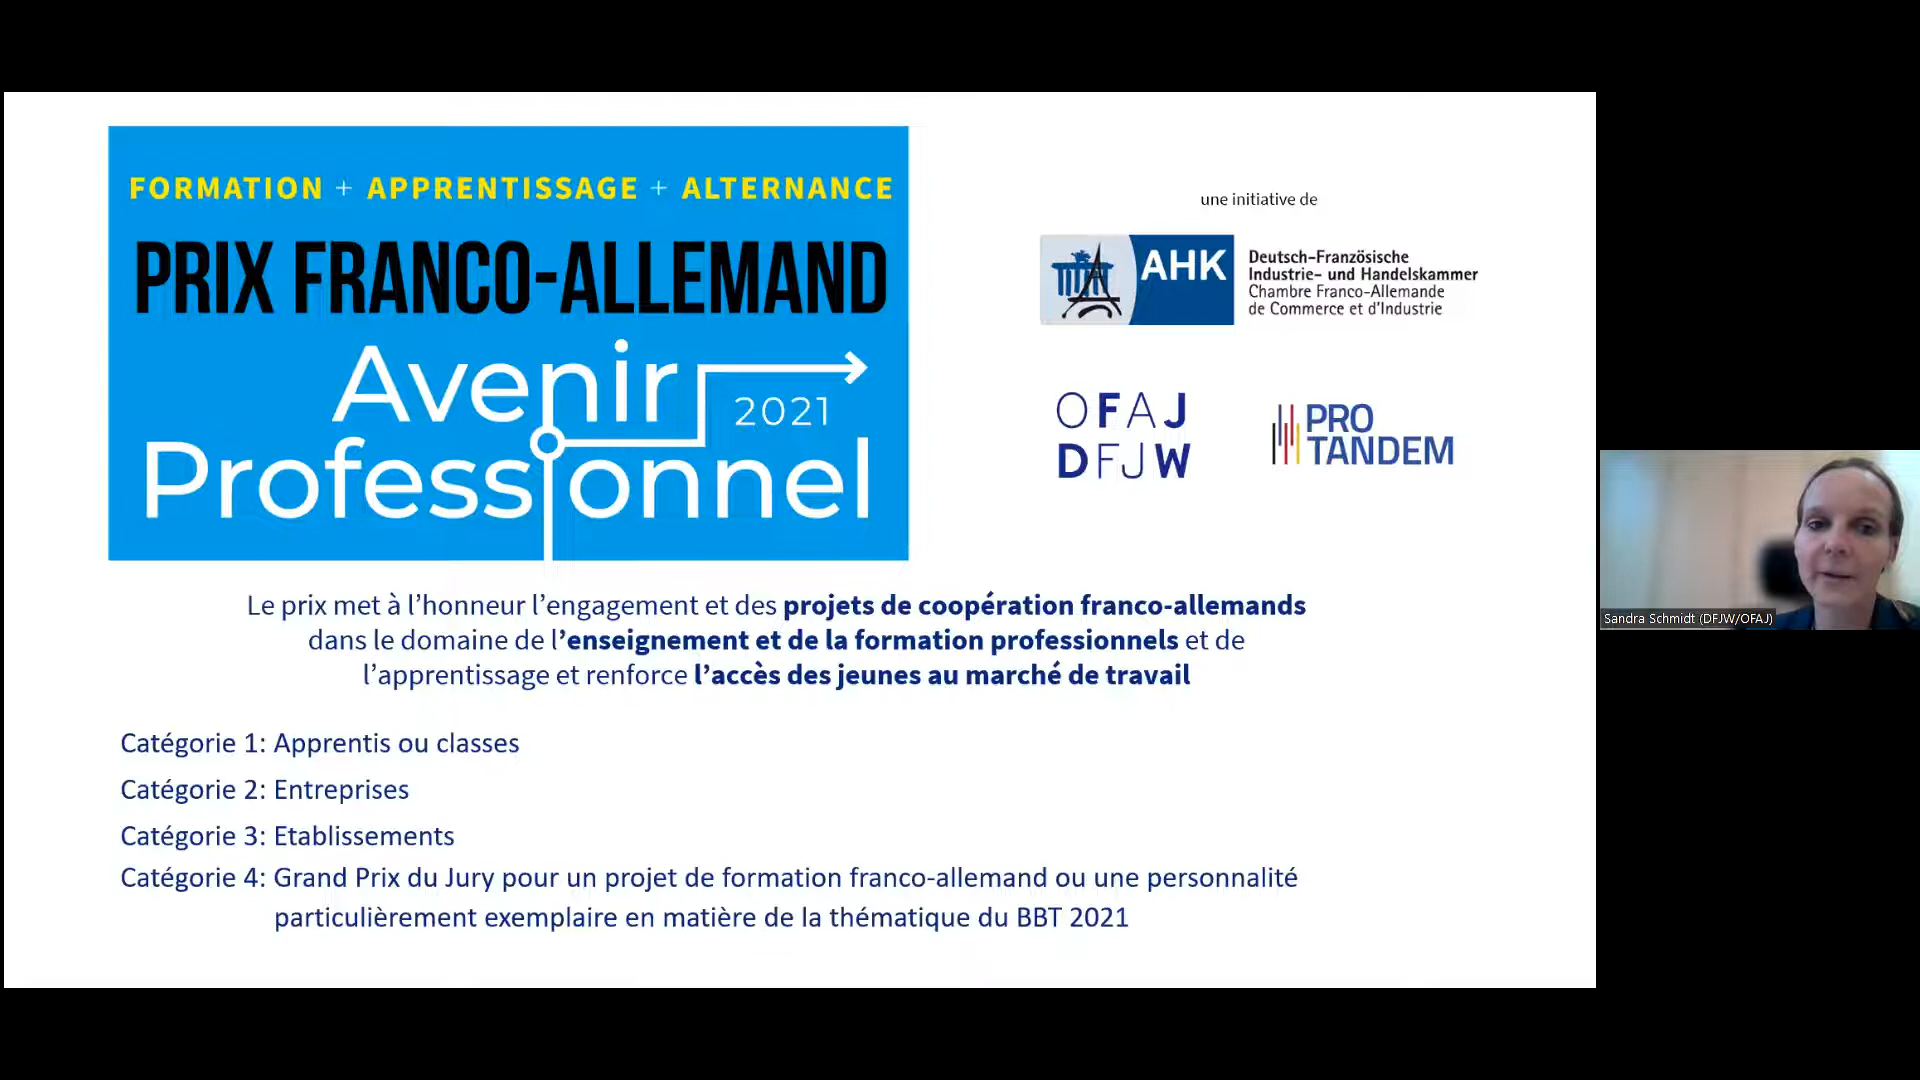 FORMATION + APPRENTISSAGE + ALTERNANCE
PRIX FRANCO-ALLEMAND
Avenir
2021
Professionnel
une initiative de
AHK
Deutsch-Französische
Industrie- und Handelskammer
Chambre Franco-Allemande
de Commerce et d'Industrie
OFAJ
DFJW
PRO
TANDEM
Le prix met à l’honneur l’engagement et des projets de coopération franco-allemands
dans le domaine de l’enseignement et de la formation professionnels et de
l’apprentissage et renforce l’accès des jeunes au marché de travail
Catégorie 1: Apprentis ou classes
Catégorie 2: Entreprises
Catégorie 3: Etablissements
Catégorie 4: Grand Prix du Jury pour un projet de formation franco-allemand ou une personnalité
particulièrement exemplaire en matière de la thématique du BBT 2021
Sandra Schmidt (DFJW/OFAJ)